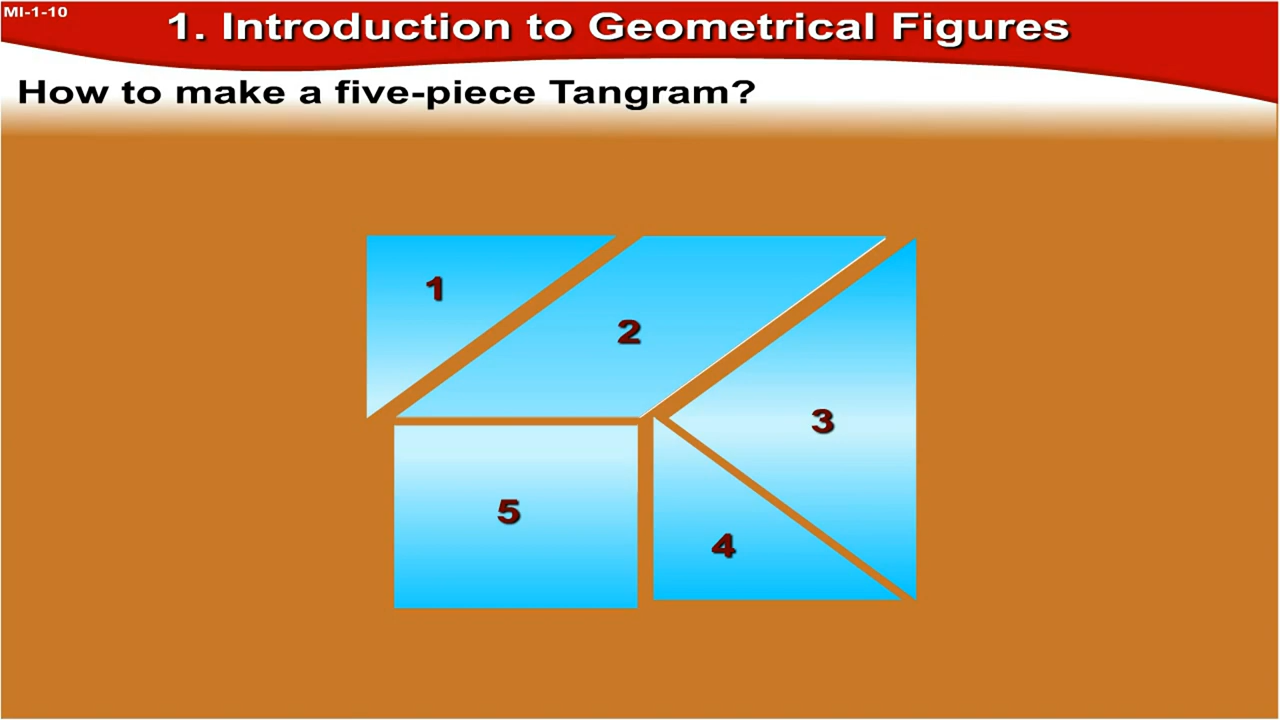 MI-1-10
1. Introduction to Geometrical Figures
How to make a five-piece Tangram?
1
2
3
5
4